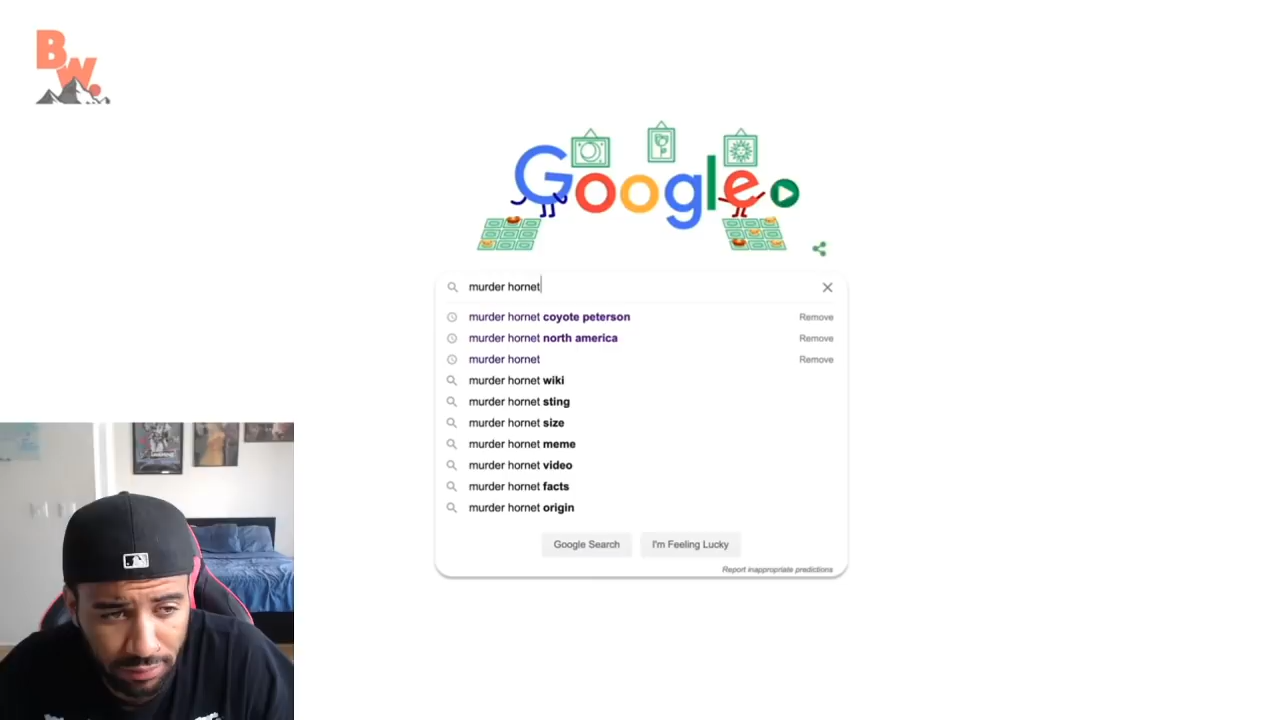 BW.
Google
murder hornet
murder hornet coyote peterson Remove
murder hornet north america Remove
murder hornet Remove
murder hornet wiki
murder hornet sting
murder hornet size
murder hornet meme
murder hornet video
murder hornet facts
murder hornet origin
Google Search I'm Feeling Lucky
Report inappropriate predictions